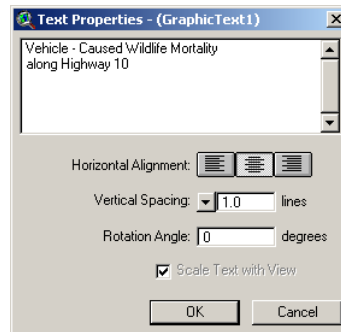 Text Properties - (GraphicText1)
Vehicle - Caused Wildlife Mortality
along Highway 10
Horizontal Alignment:
Vertical Spacing: 1.0 lines
Rotation Angle: 0 degrees
Scale Text with View
OK Cancel